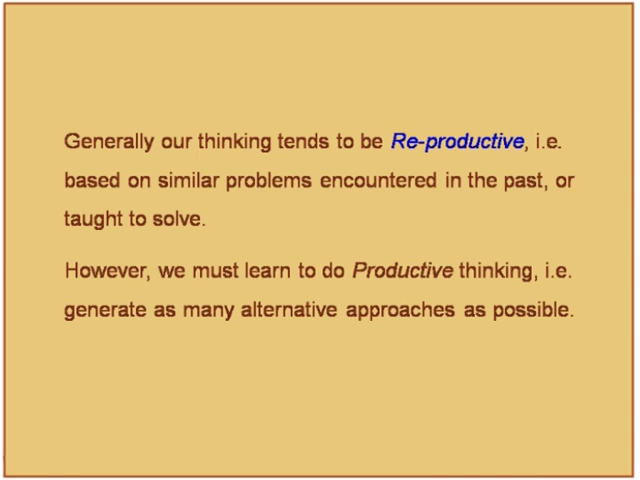 Generally our thinking tends to be Re-productive, i.e.
based on similar problems encountered in the past, or
taught to solve.
However, we must learn to do Productive thinking, i.e.
generate as many alternative approaches as possible.